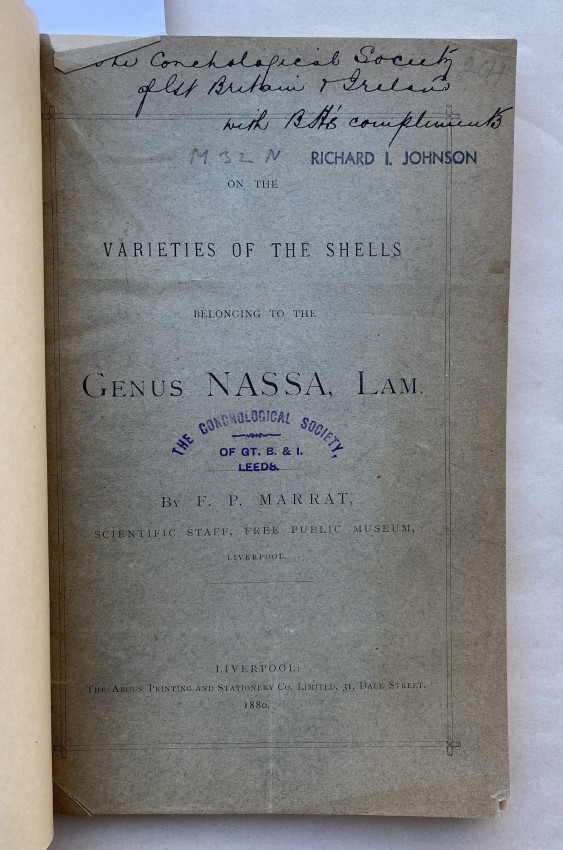 The Conchological Society
of Gt Britain & Ireland
with BHs compliments
M 32 N RICHARD I. JOHNSON
ON THE
VARIETIES OF THE SHELLS
BELONGING TO THE
GENUS NASSA, LAM.
THE CONCHOLOGICAL SOCIETY,
OF GT. B. & I.
LEEDS.
BY F. P. MARRAT,
SCIENTIFIC STAFF, FREE PUBLIC MUSEUM,
LIVERPOOL.
LIVERPOOL:
THE ARGUS PRINTING AND STATIONERY CO. LIMITED, 31, DALE STREET.
1880.